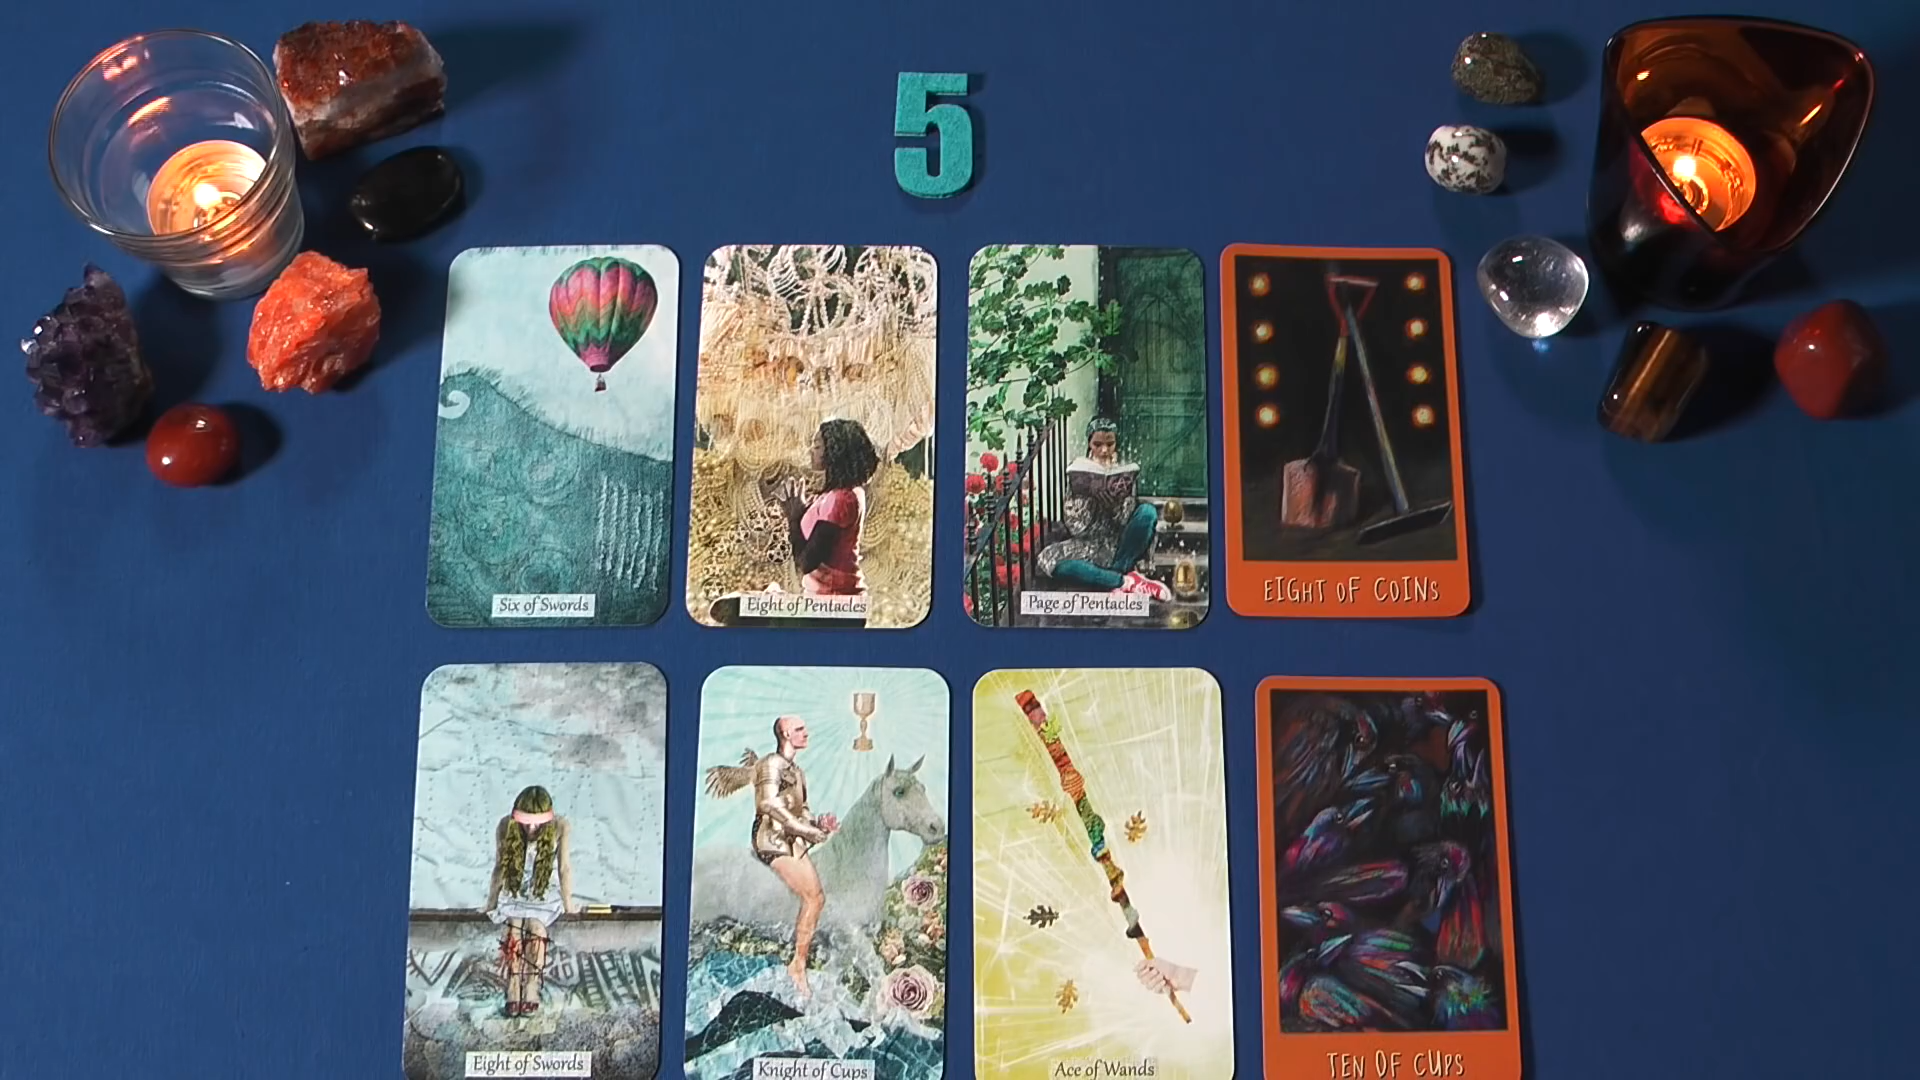 5
Six of Swords
Eight of Pentacles
Page of Pentacles
EIGHT OF COINS
Eight of Swords
Knight of Cups
Ace of Wands
TEN OF CUPS